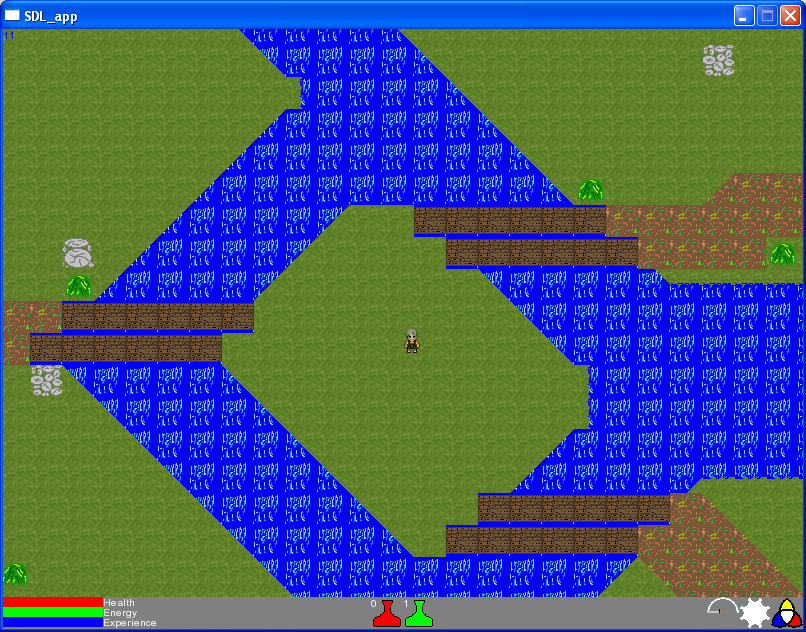 SDL_app
11
Health
Energy
Experience
0 1